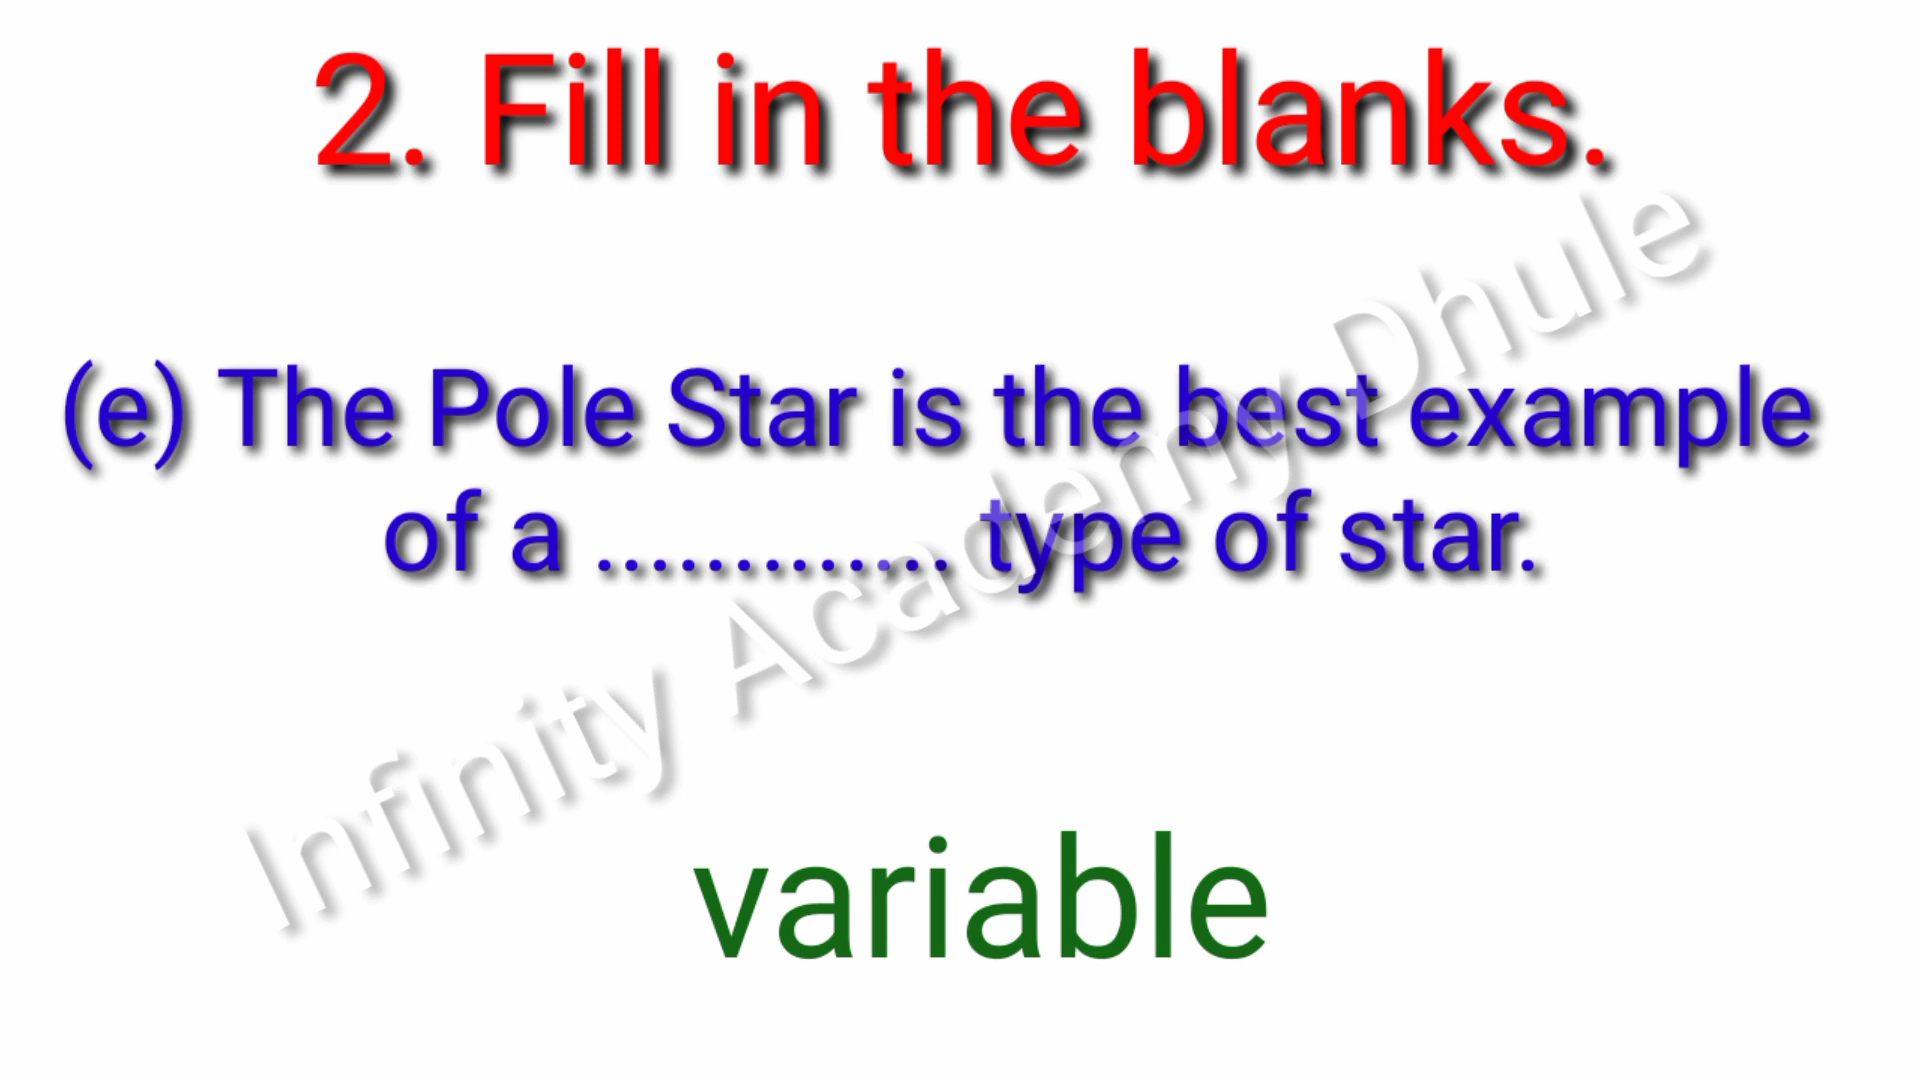 2. Fill in the blanks.
(e) The Pole Star is the best example
of a ............. type of star.
Infinity Academy Dhule
variable